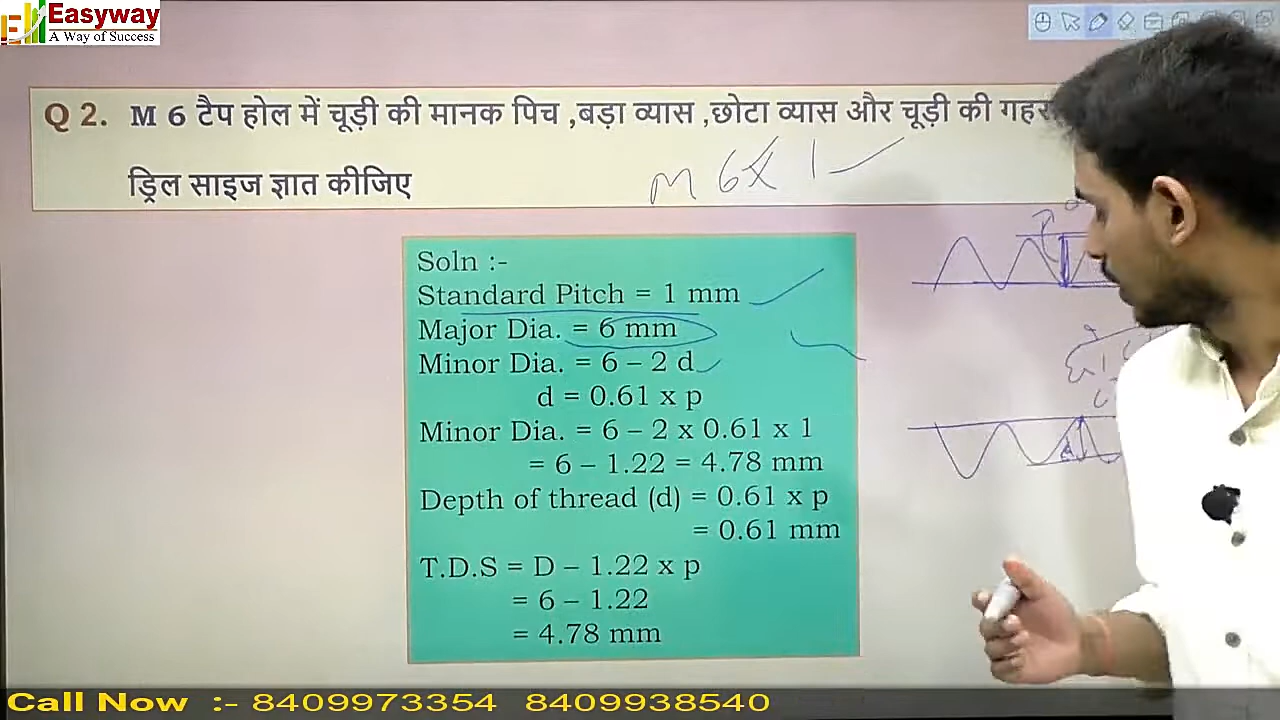 Easyway
A Way of Success
Q 2. M 6 टैप होल में चूड़ी की मानक पिच ,बड़ा व्यास ,छोटा व्यास और चूड़ी की
ड्रिल साइज ज्ञात कीजिए
M 6 X 1
Soln :-
Standard Pitch = 1 mm
Major Dia. = 6 mm
Minor Dia. = 6 – 2 d
d = 0.61 x p
Minor Dia. = 6 – 2 x 0.61 x 1
= 6 – 1.22 = 4.78 mm
Depth of thread (d) = 0.61 x p
= 0.61 mm
T.D.S = D – 1.22 x p
= 6 – 1.22
= 4.78 mm
Call Now :- 8409973354 8409938540